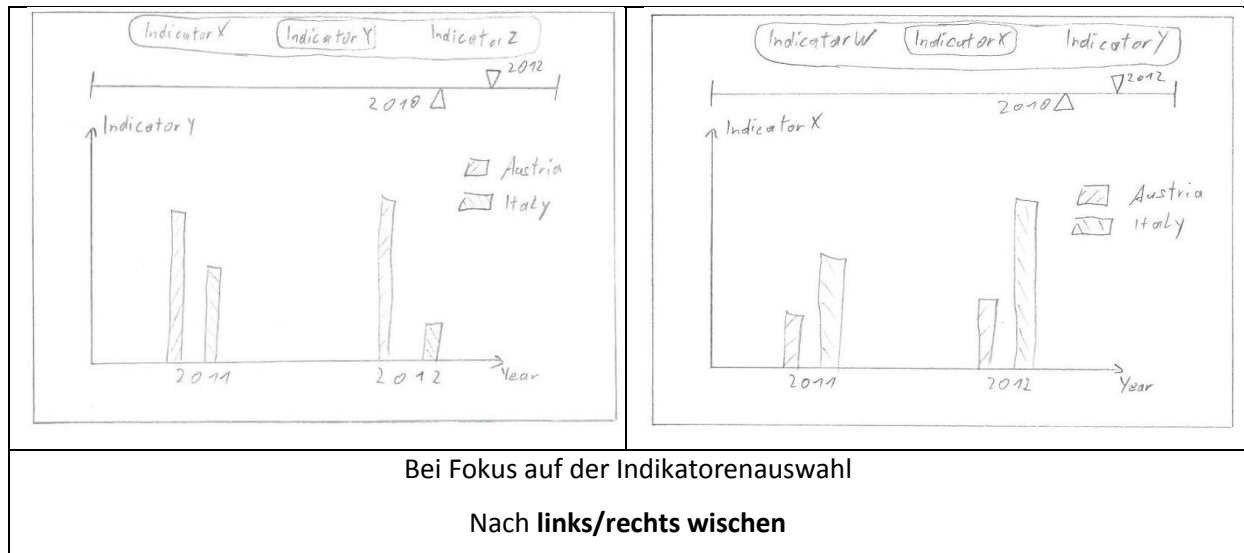 Indicator X Indicator Y Indicator Z
2012
2010
Indicator Y
Austria
Italy
2011 2012 Year
Indicator W Indicator X Indicator Y
2012
2010
Indicator X
Austria
Italy
2011 2012 Year
Bei Fokus auf der Indikatorenauswahl
Nach links/rechts wischen